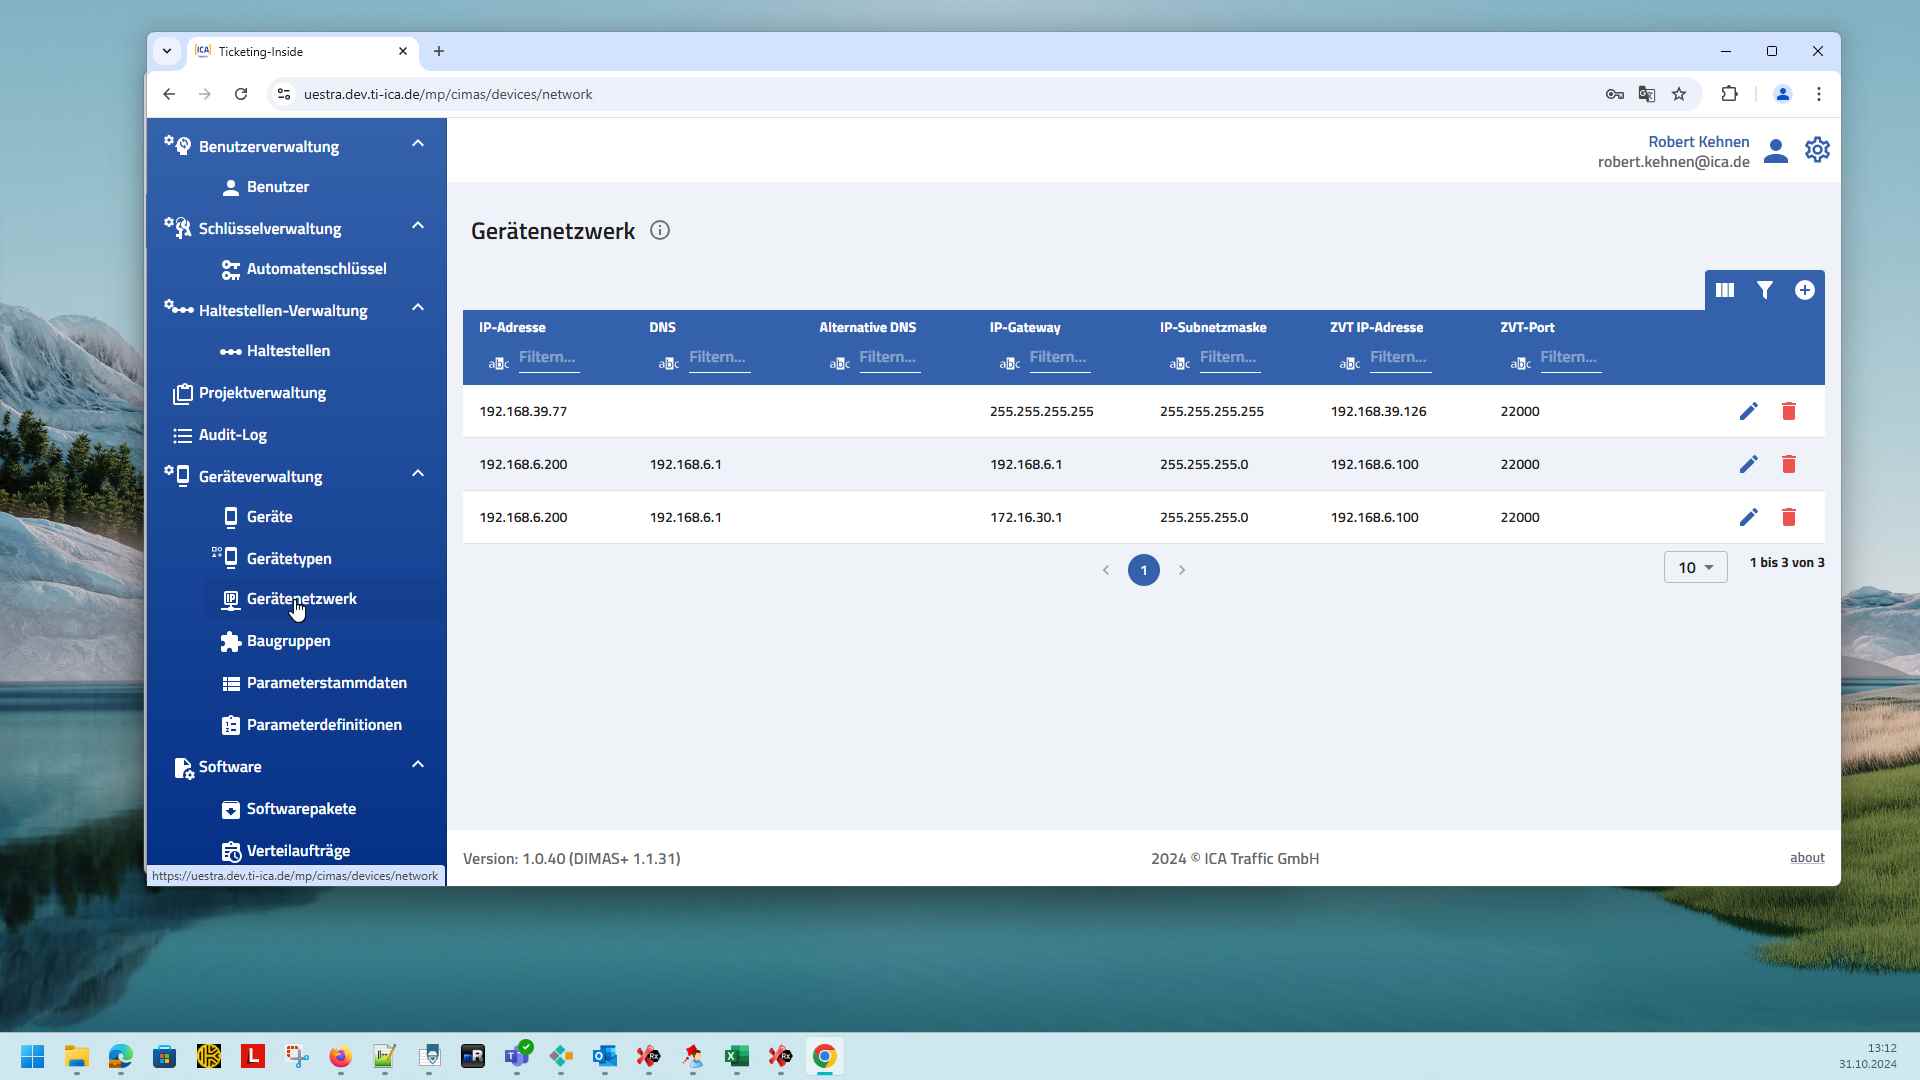 Ticketing-Inside
uestra.dev.ti-ica.de/mp/cimas/devices/network
Benutzerverwaltung
Benutzer
Schlüsselverwaltung
Automatenschlüssel
Haltestellen-Verwaltung
Haltestellen
Projektverwaltung
Audit-Log
Geräteverwaltung
Geräte
Gerätetypen
Gerätenetzwerk
Baugruppen
Parameterstammdaten
Parameterdefinitionen
Software
Softwarepakete
Verteilaufträge
https://uestra.dev.ti-ica.de/mp/cimas/devices/network
Robert Kehnen
robert.kehnen@ica.de
Gerätenetzwerk
IP-Adresse DNS Alternative DNS IP-Gateway IP-Subnetzmaske ZVT IP-Adresse ZVT-Port
abc Filtern... abc Filtern... abc Filtern... abc Filtern... abc Filtern... abc Filtern... abc Filtern...
192.168.39.77 255.255.255.255 255.255.255.255 192.168.39.126 22000
192.168.6.200 192.168.6.1 192.168.6.1 255.255.255.0 192.168.6.100 22000
192.168.6.200 192.168.6.1 172.16.30.1 255.255.255.0 192.168.6.100 22000
1 10 1 bis 3 von 3
Version: 1.0.40 (DIMAS+ 1.1.31) 2024 © ICA Traffic GmbH about
13:12
31.10.2024